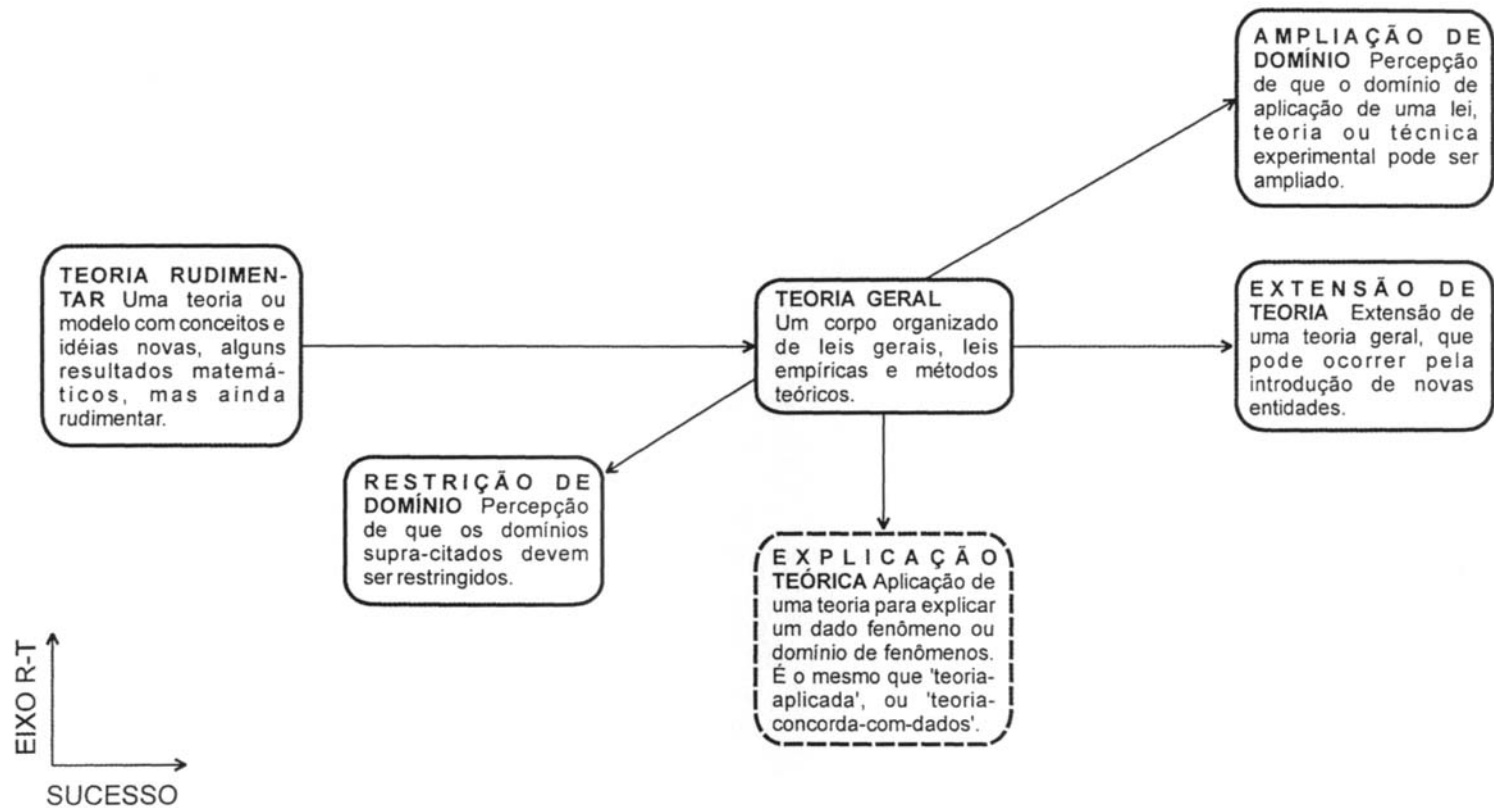 AMPLIAÇÃO DE
DOMÍNIO Percepção
de que o domínio de
aplicação de uma lei,
teoria ou técnica
experimental pode ser
ampliado.
TEORIA RUDIMEN-
TAR Uma teoria ou
modelo com conceitos e
idéias novas, alguns
resultados matemá-
ticos, mas ainda
rudimentar.
TEORIA GERAL
Um corpo organizado
de leis gerais, leis
empíricas e métodos
teóricos.
EXTENSÃO DE
TEORIA Extensão de
uma teoria geral, que
pode ocorrer pela
introdução de novas
entidades.
RESTRIÇÃO DE
DOMÍNIO Percepção
de que os domínios
supra-citados devem
ser restringidos.
EXPLICAÇÃO
TEÓRICA Aplicação de
uma teoria para explicar
um dado fenômeno ou
domínio de fenômenos.
É o mesmo que 'teoria-
aplicada', ou 'teoria-
concorda-com-dados'.
EIXO R-T
SUCESSO